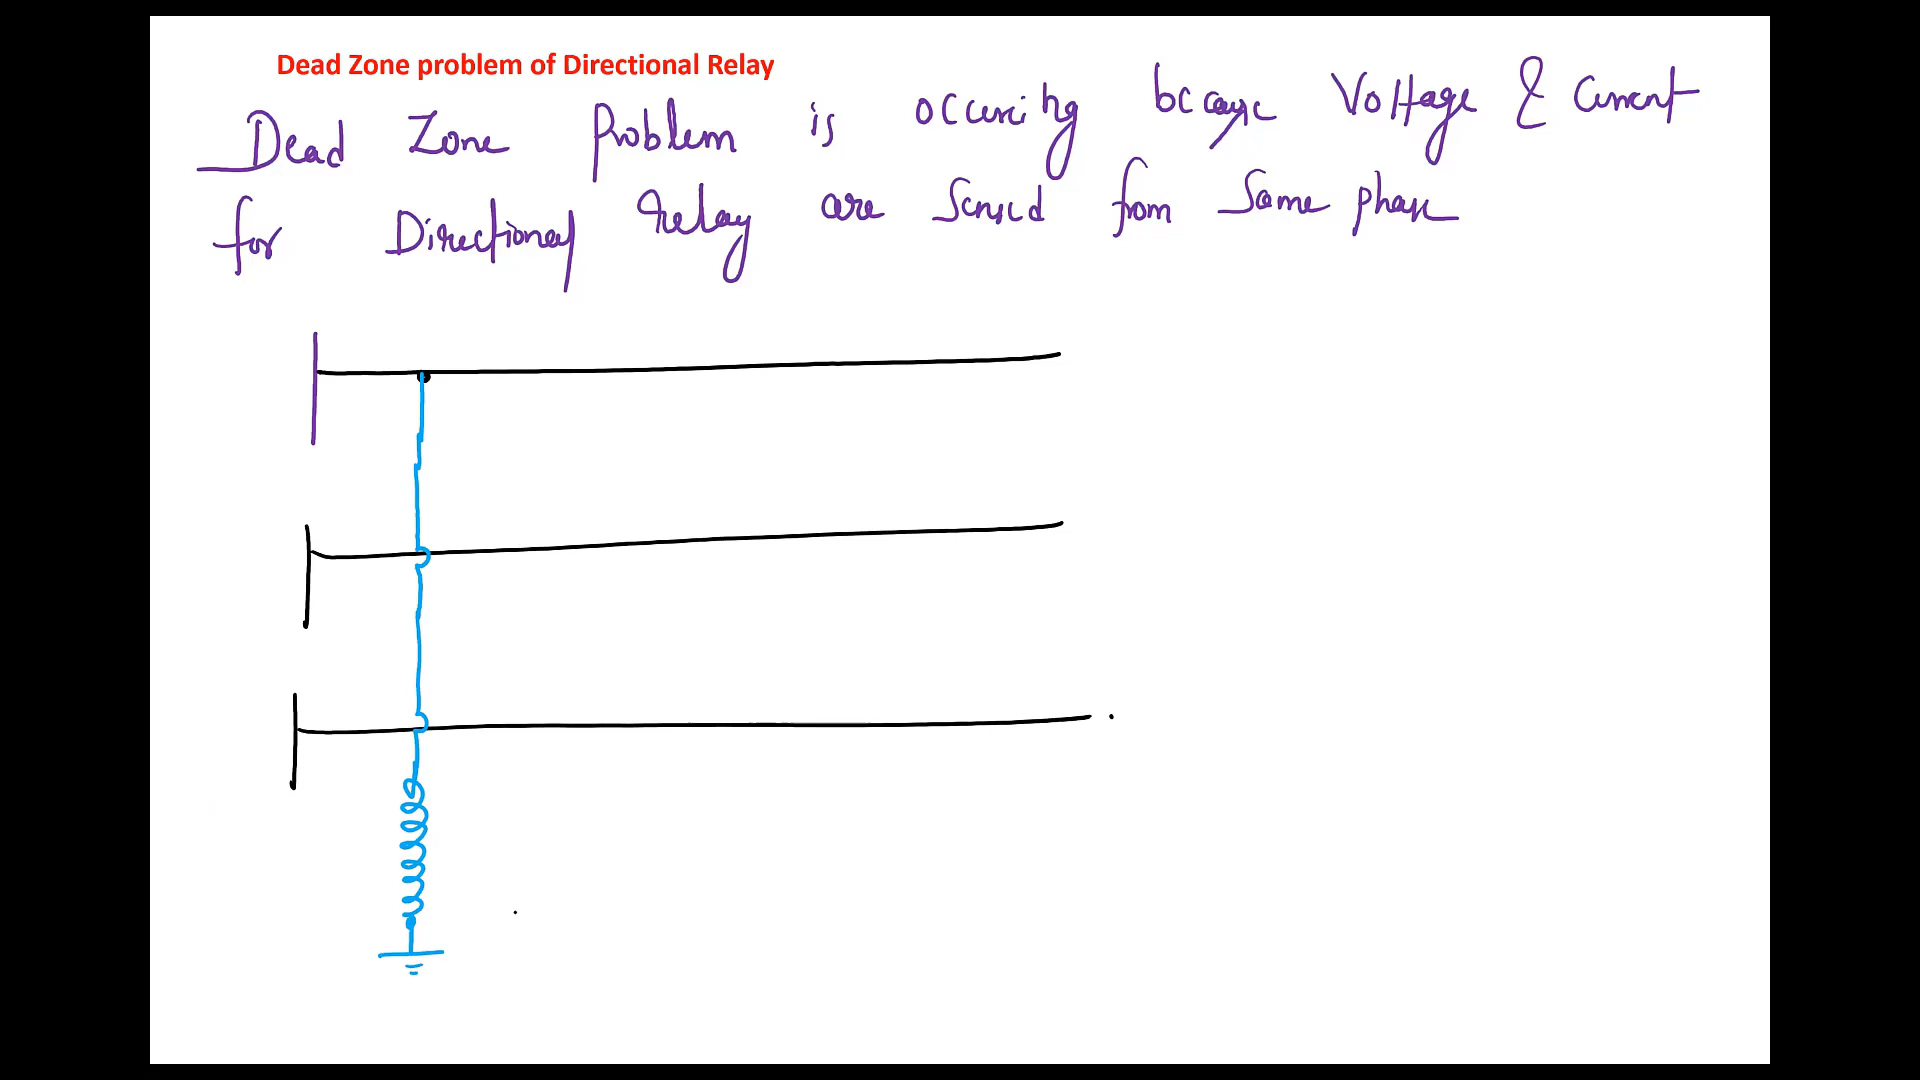 Dead Zone problem of Directional Relay
Dead Zone Problem is occuring because Voltage & Current
for Directional Relay are Sensed from Same phase